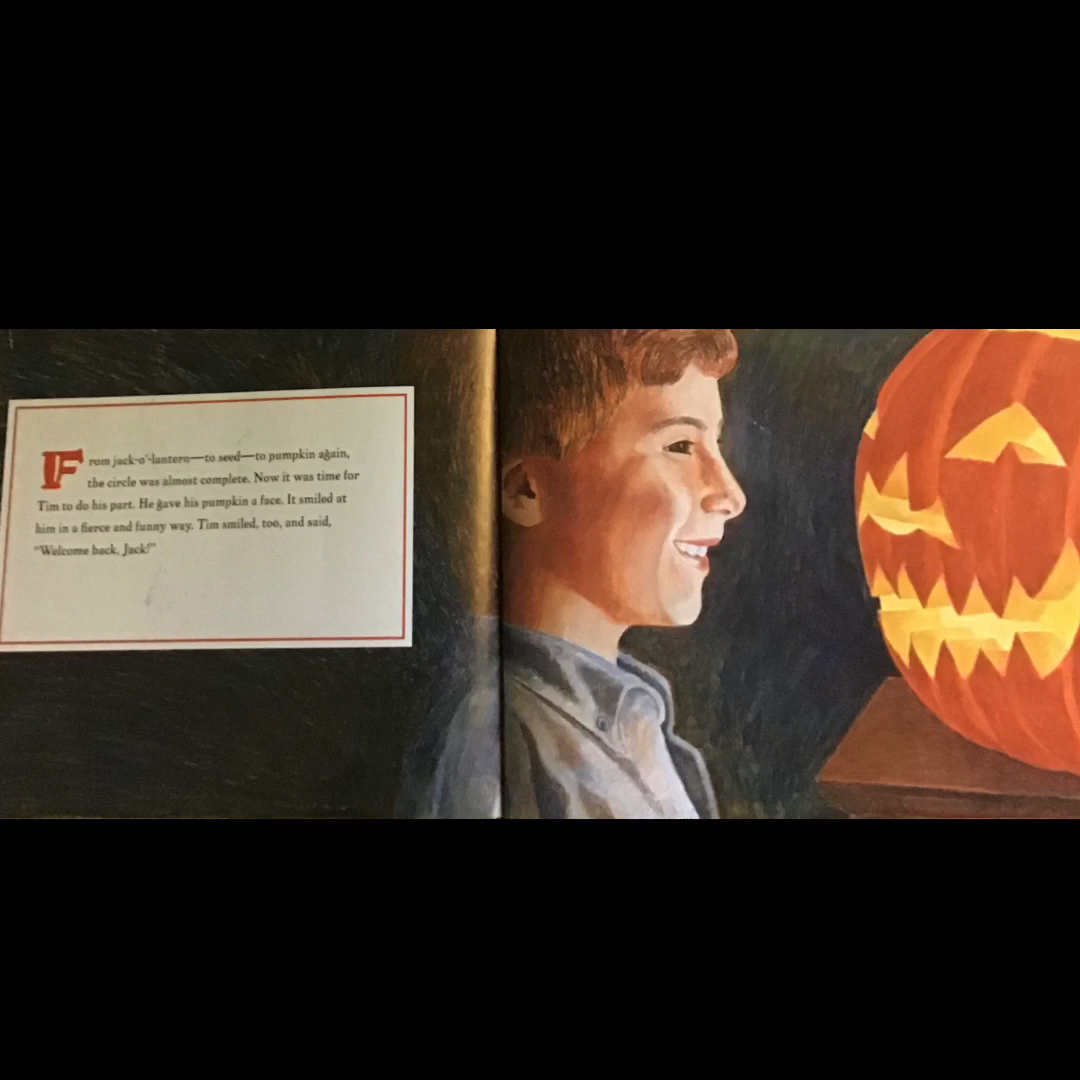 From jack-o'-lantern—to seed—to pumpkin again,
the circle was almost complete. Now it was time for
Tim to do his part. He gave his pumpkin a face. It smiled at
him in a fierce and funny way. Tim smiled, too, and said,
“Welcome back, Jack!”